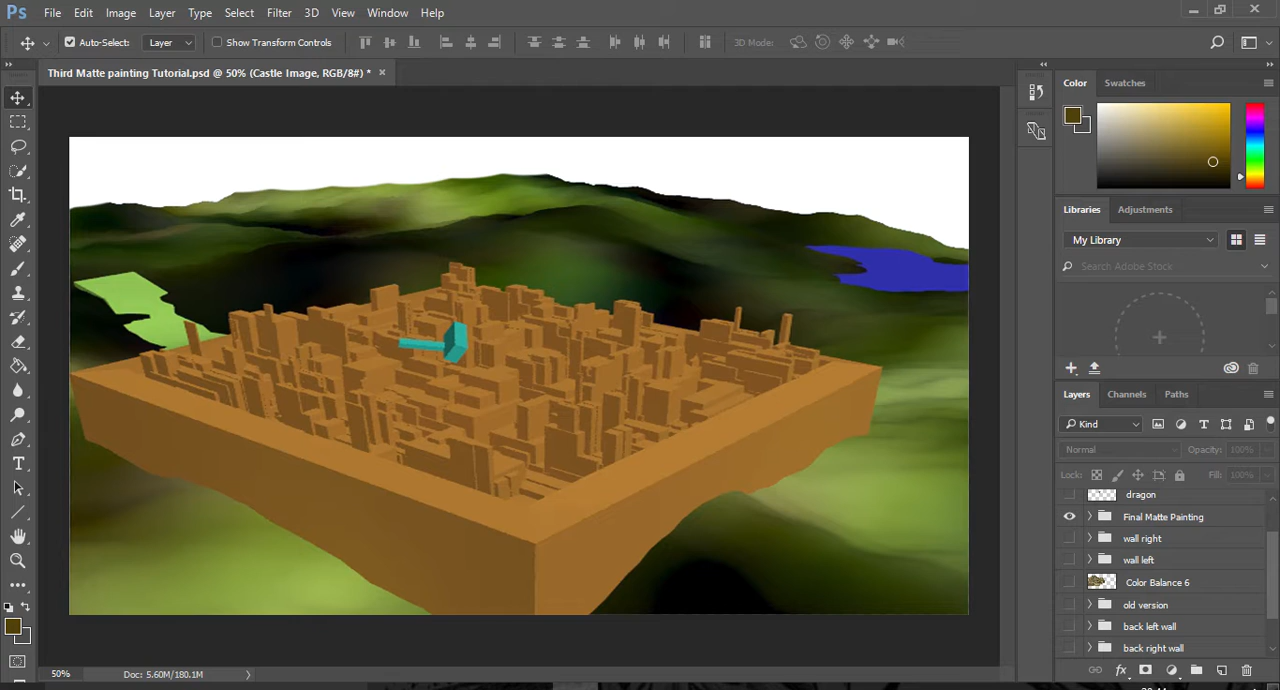 Ps File Edit Image Layer Type Select Filter 3D View Window Help
Auto-Select: Layer Show Transform Controls 3D Mode:
Third Matte painting Tutorial.psd @ 50% (Castle Image, RGB/8#) *
Color Swatches
Libraries Adjustments
My Library
Search Adobe Stock
Layers Channels Paths
Kind
Normal Opacity: 100%
Lock: Fill: 100%
dragon
Final Matte Painting
wall right
wall left
Color Balance 6
old version
back left wall
back right wall
fx
50% Doc: 5.60M/180.1M